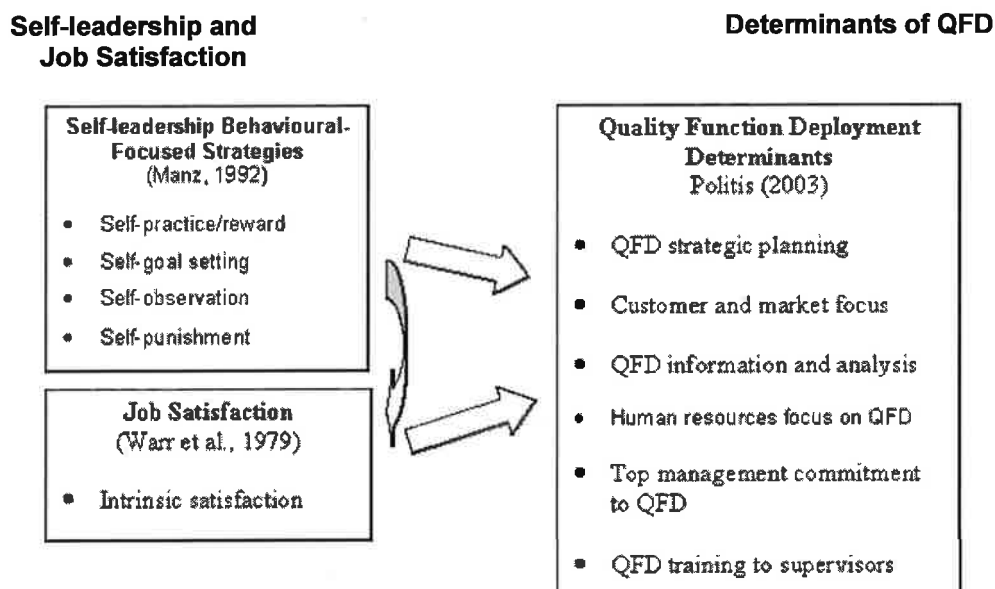 Self-leadership and
Job Satisfaction
Determinants of QFD
Self-leadership Behavioural-
Focused Strategies
(Manz, 1992)
• Self-practice/reward
• Self-goal setting
• Self-observation
• Self-punishment
Job Satisfaction
(Warr et al., 1979)
• Intrinsic satisfaction
Quality Function Deployment
Determinants
Politis (2003)
• QFD strategic planning
• Customer and market focus
• QFD information and analysis
• Human resources focus on QFD
• Top management commitment
to QFD
• QFD training to supervisors